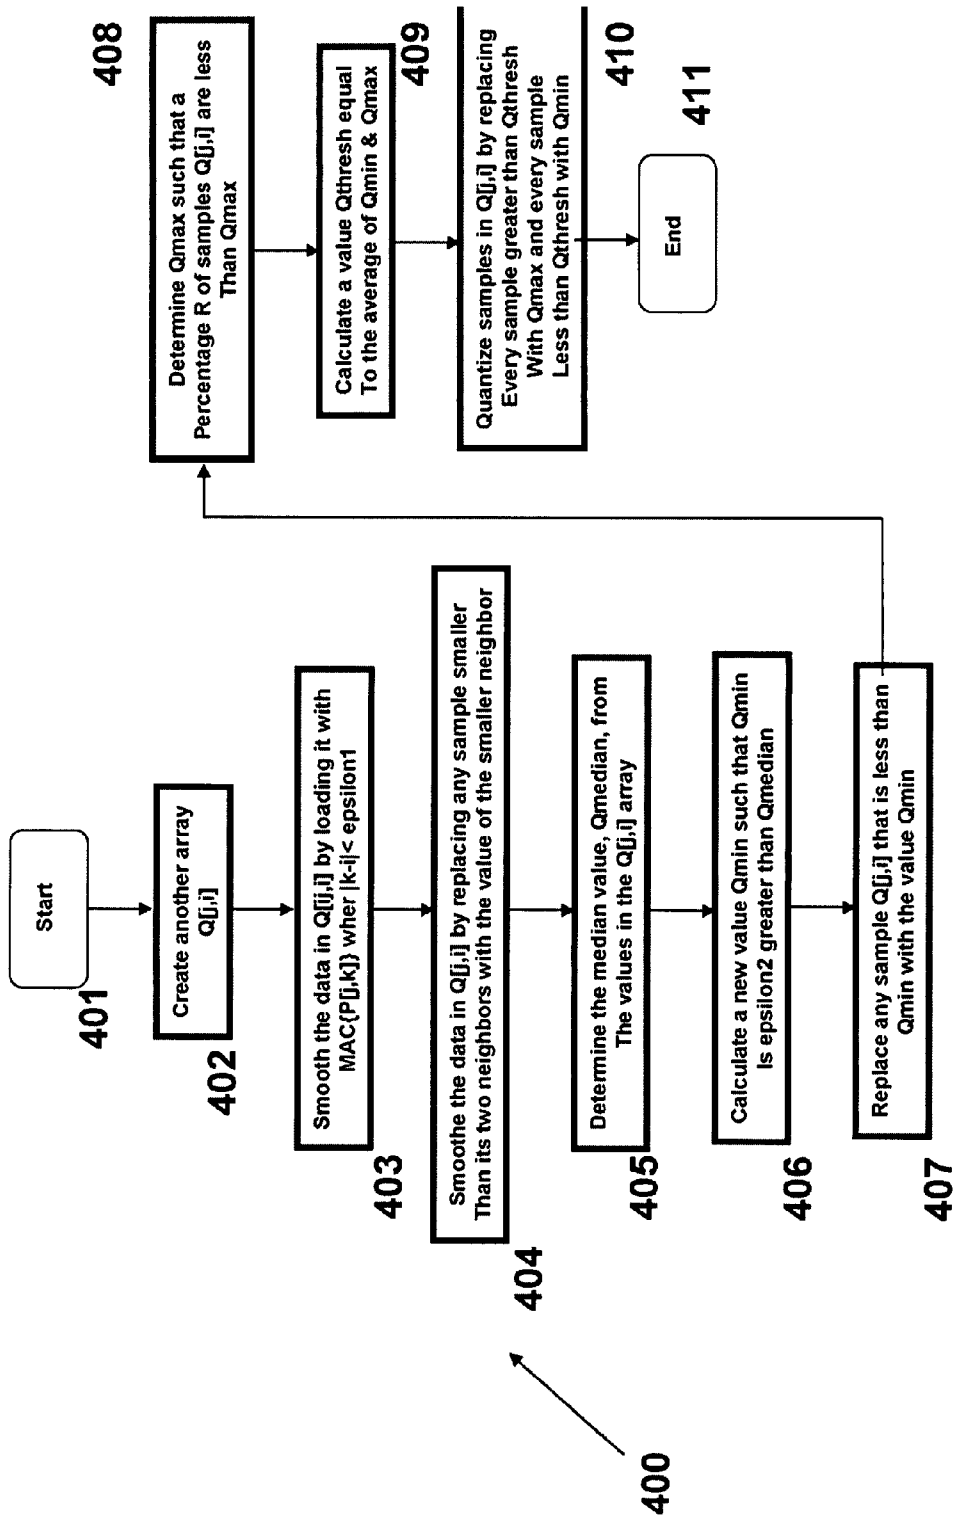 Start
401
Create another array
Q[j,i]
402
Smooth the data in Q[j,i] by loading it with
MAC{P[j,k]} wher |k-i|< epsilon1
403
Smoothe the data in Q[j,i] by replacing any sample smaller
Than its two neighbors with the value of the smaller neighbor
404
Determine the median value, Qmedian, from
The values in the Q[j,i] array
405
Calculate a new value Qmin such that Qmin
Is epsilon2 greater than Qmedian
406
Replace any sample Q[j,i] that is less than
Qmin with the value Qmin
407
Determine Qmax such that a
Percentage R of samples Q[j,i] are less
Than Qmax
408
Calculate a value Qthresh equal
To the average of Qmin & Qmax
409
Quantize samples in Q[j,i] by replacing
Every sample greater than Qthresh
With Qmax and every sample
Less than Qthresh with Qmin
410
End
411
400